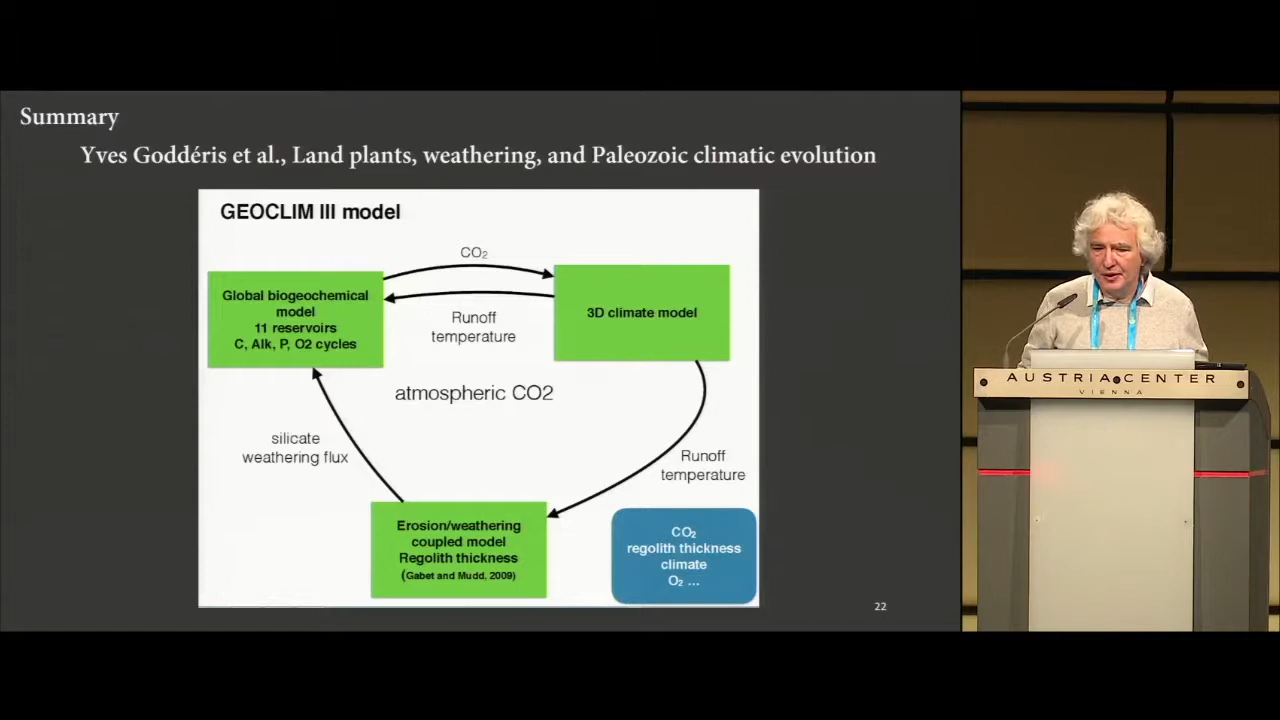 Summary
Yves Goddéris et al., Land plants, weathering, and Paleozoic climatic evolution
GEOCLIM III model
CO₂
Global biogeochemical
model
11 reservoirs
C, Alk, P, O2 cycles
3D climate model
Runoff
temperature
atmospheric CO2
silicate
weathering flux
Runoff
temperature
Erosion/weathering
coupled model
Regolith thickness
(Gabet and Mudd, 2009)
CO₂
regolith thickness
climate
O₂ ...
22
AUSTRIA CENTER
VIENNA